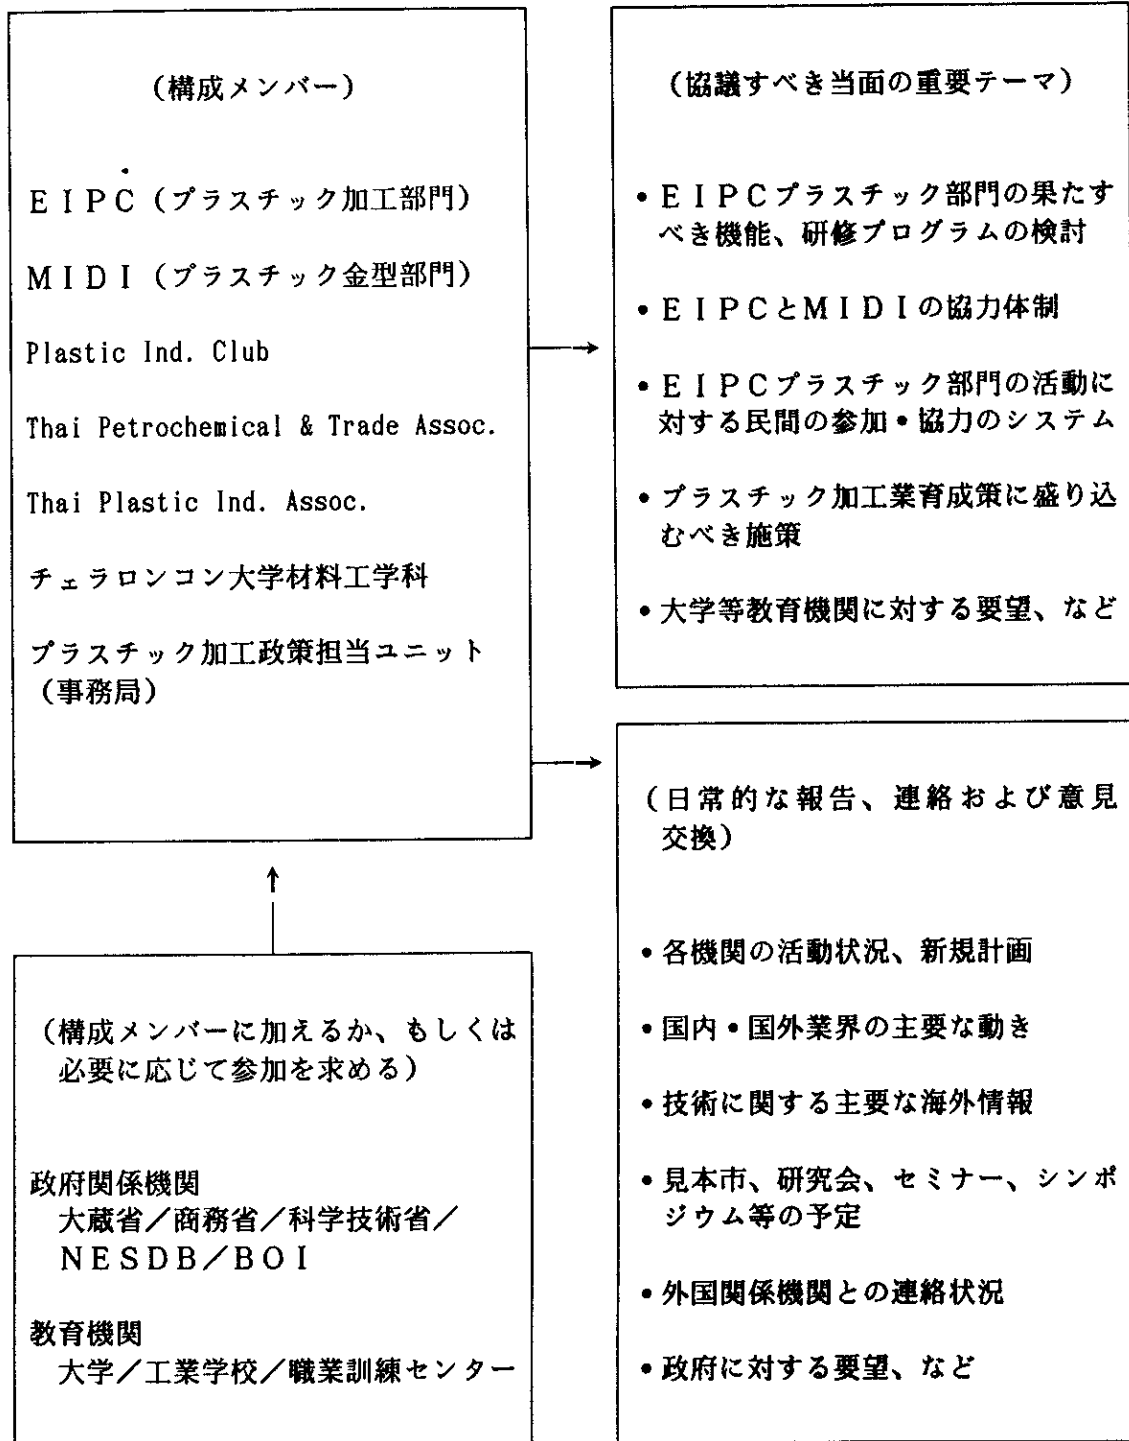 （構成メンバー）
ＥＩＰＣ（プラスチック加工部門）
ＭＩＤＩ（プラスチック金型部門）
Plastic Ind. Club
Thai Petrochemical & Trade Assoc.
Thai Plastic Ind. Assoc.
チェラロンコン大学材料工学科
プラスチック加工政策担当ユニット
（事務局）
（協議すべき当面の重要テーマ）
•ＥＩＰＣプラスチック部門の果たす
べき機能、研修プログラムの検討
•ＥＩＰＣとＭＩＤＩの協力体制
•ＥＩＰＣプラスチック部門の活動に
対する民間の参加•協力のシステム
•プラスチック加工業育成策に盛り込
むべき施策
•大学等教育機関に対する要望、など
（構成メンバーに加えるか、もしくは
必要に応じて参加を求める）
政府関係機関
大蔵省／商務省／科学技術省／
ＮＥＳＤＢ／ＢＯＩ
教育機関
大学／工業学校／職業訓練センター
（日常的な報告、連絡および意見
交換）
•各機関の活動状況、新規計画
•国内•国外業界の主要な動き
•技術に関する主要な海外情報
•見本市、研究会、セミナー、シンポ
ジウム等の予定
•外国関係機関との連絡状況
•政府に対する要望、など